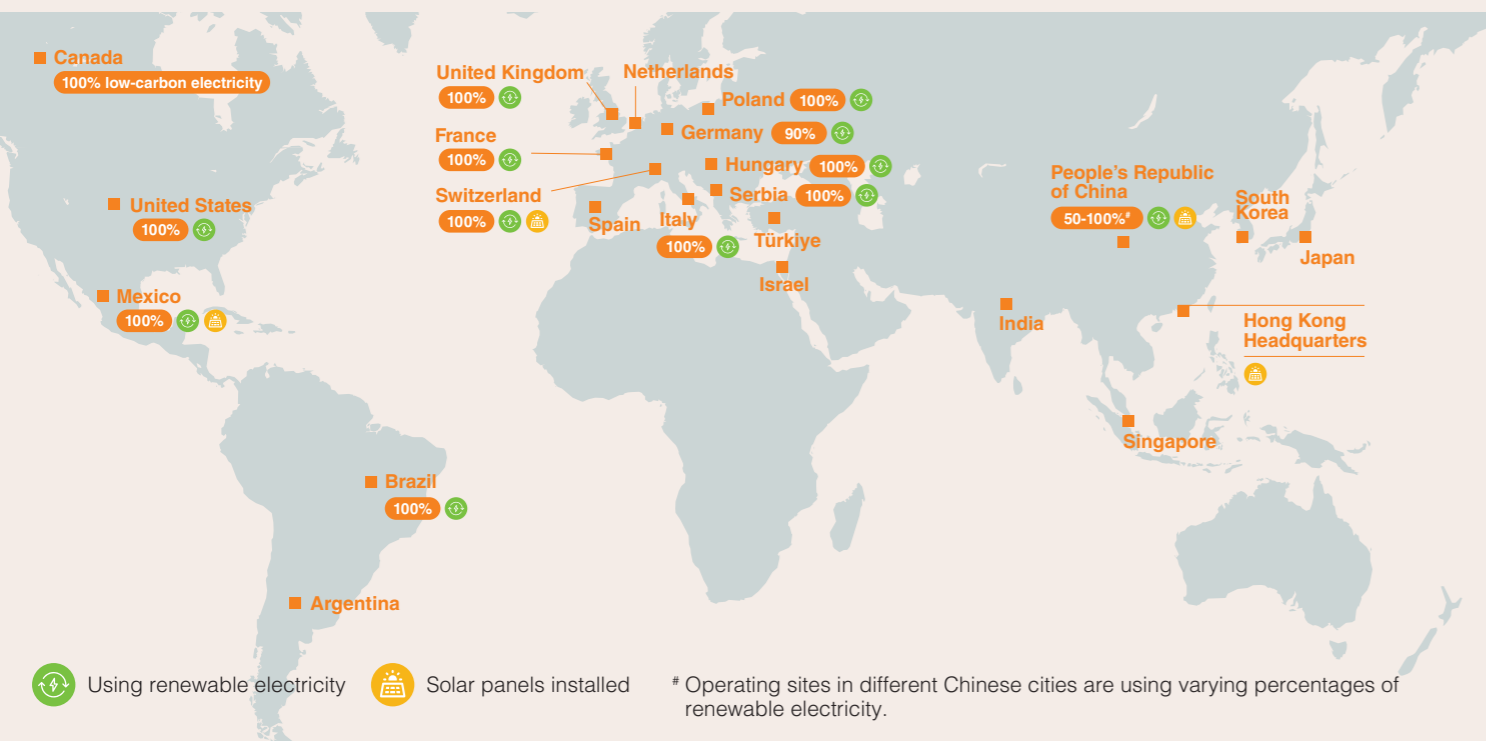 Canada
100% low-carbon electricity
United States
100%
Mexico
100%
Brazil
100%
Argentina
United Kingdom
100%
France
100%
Switzerland
100%
Netherlands
Poland 100%
Germany 90%
Hungary 100%
Serbia 100%
Spain
Italy
100%
Türkiye
Israel
People's Republic
of China
50-100%#
South
Korea
Japan
India
Hong Kong
Headquarters
Singapore
Using renewable electricity
Solar panels installed
# Operating sites in different Chinese cities are using varying percentages of
renewable electricity.